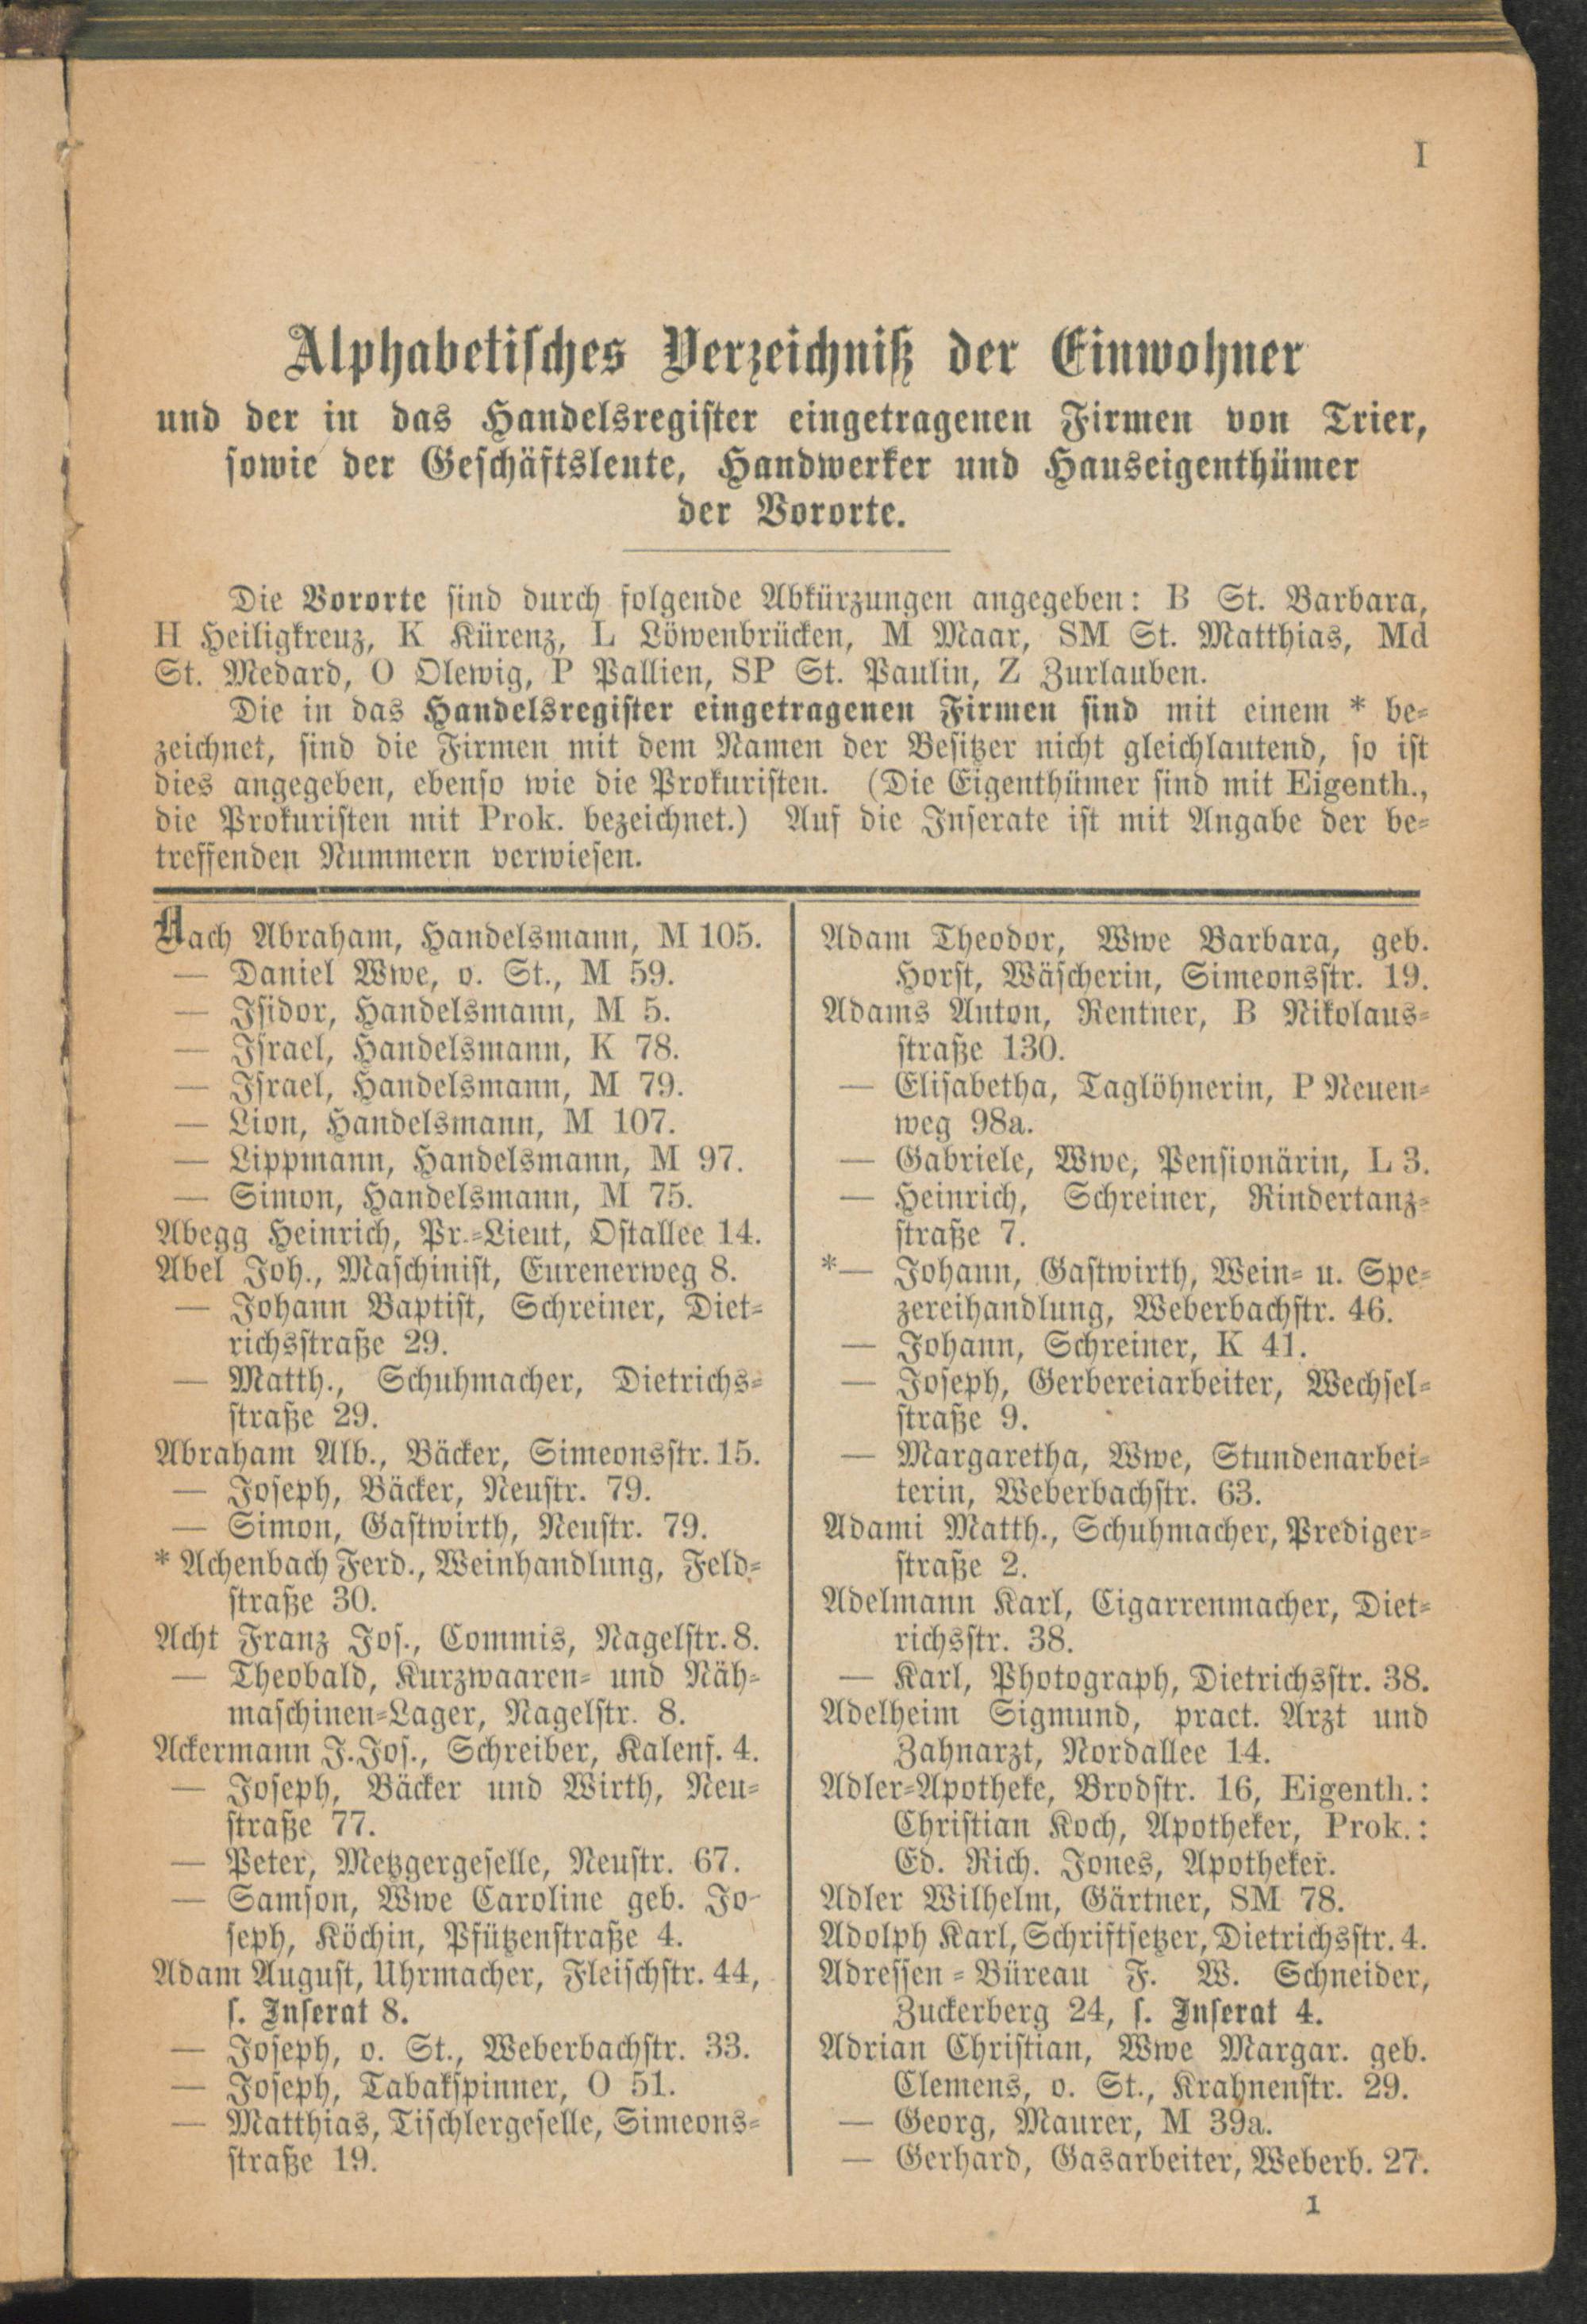 I
Alphabetisches Verzeichniß der Einwohner
und der in das Handelsregister eingetragenen Firmen von Trier,
sowie der Geschäftsleute, Handwerker und Hauseigenthümer
der Vororte.
Die Vororte sind durch folgende Abkürzungen angegeben: B St. Barbara,
H Heiligkreuz, K Kürenz, L Löwenbrücken, M Maar, SM St. Matthias, Md
St. Medard, O Olewig, P Pallien, SP St. Paulin, Z Zurlauben.
Die in das Handelsregister eingetragenen Firmen sind mit einem * be-
zeichnet, sind die Firmen mit dem Namen der Besitzer nicht gleichlautend, so ist
dies angegeben, ebenso wie die Prokuristen. (Die Eigenthümer sind mit Eigenth.,
die Prokuristen mit Prok. bezeichnet.) Auf die Inserate ist mit Angabe der be-
treffenden Nummern verwiesen.
Aach Abraham, Handelsmann, M 105.
— Daniel Wwe, o. St., M 59.
— Isidor, Handelsmann, M 5.
— Israel, Handelsmann, K 78.
— Israel, Handelsmann, M 79.
— Lion, Handelsmann, M 107.
— Lippmann, Handelsmann, M 97.
— Simon, Handelsmann, M 75.
Abegg Heinrich, Pr.-Lieut, Ostallee 14.
Abel Joh., Maschinist, Eurenerweg 8.
— Johann Baptist, Schreiner, Diet-
richsstraße 29.
— Matth., Schuhmacher, Dietrichs-
straße 29.
Abraham Alb., Bäcker, Simeonsstr. 15.
— Joseph, Bäcker, Neustr. 79.
— Simon, Gastwirth, Neustr. 79.
* Achenbach Ferd., Weinhandlung, Feld-
straße 30.
Acht Franz Jos., Commis, Nagelstr. 8.
— Theobald, Kurzwaaren- und Näh-
maschinen-Lager, Nagelstr. 8.
Ackermann J. Jos., Schreiber, Kalenf. 4.
— Joseph, Bäcker und Wirth, Neu-
straße 77.
— Peter, Metzgergeselle, Neustr. 67.
— Samson, Wwe Caroline geb. Jo-
seph, Köchin, Pfützenstraße 4.
Adam August, Uhrmacher, Fleischstr. 44,
s. Inserat 8.
— Joseph, o. St., Weberbachstr. 33.
— Joseph, Tabakspinner, O 51.
— Matthias, Tischlergeselle, Simeons-
straße 19.
Adam Theodor, Wwe Barbara, geb.
Horst, Wäscherin, Simeonsstr. 19.
Adams Anton, Rentner, B Nikolaus-
straße 130.
— Elisabetha, Taglöhnerin, P Neuen-
weg 98a.
— Gabriele, Wwe, Pensionärin, L 3.
— Heinrich, Schreiner, Rindertanz-
straße 7.
*— Johann, Gastwirth, Wein- u. Spe-
zereihandlung, Weberbachstr. 46.
— Johann, Schreiner, K 41.
— Joseph, Gerbereiarbeiter, Wechsel-
straße 9.
— Margaretha, Wwe, Stundenarbei-
terin, Weberbachstr. 63.
Adami Matth., Schuhmacher, Prediger-
straße 2.
Adelmann Karl, Cigarrenmacher, Diet-
richsstr. 38.
— Karl, Photograph, Dietrichsstr. 38.
Adelheim Sigmund, pract. Arzt und
Zahnarzt, Nordallee 14.
Adler-Apotheke, Brodstr. 16, Eigenth.:
Christian Koch, Apotheker, Prok.:
Ed. Rich. Jones, Apotheker.
Adler Wilhelm, Gärtner, SM 78.
Adolph Karl, Schriftsetzer, Dietrichsstr. 4.
Adressen-Büreau F. W. Schneider,
Zuckerberg 24, s. Inserat 4.
Adrian Christian, Wwe Margar. geb.
Clemens, o. St., Krahnenstr. 29.
— Georg, Maurer, M 39a.
— Gerhard, Gasarbeiter, Weberb. 27.
1